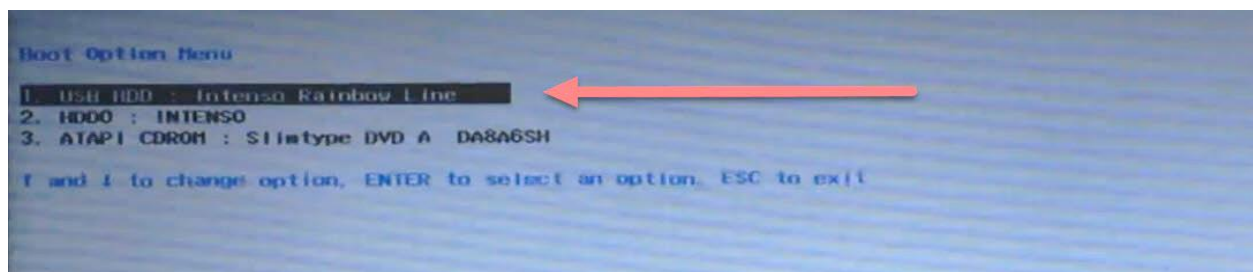 Boot Option Menu
1. USB HDD : Intenso Rainbow Line
2. HDD0 : INTENSO
3. ATAPI CDROM : Slimtype DVD A DA8A6SH
↑ and ↓ to change option, ENTER to select an option, ESC to exit